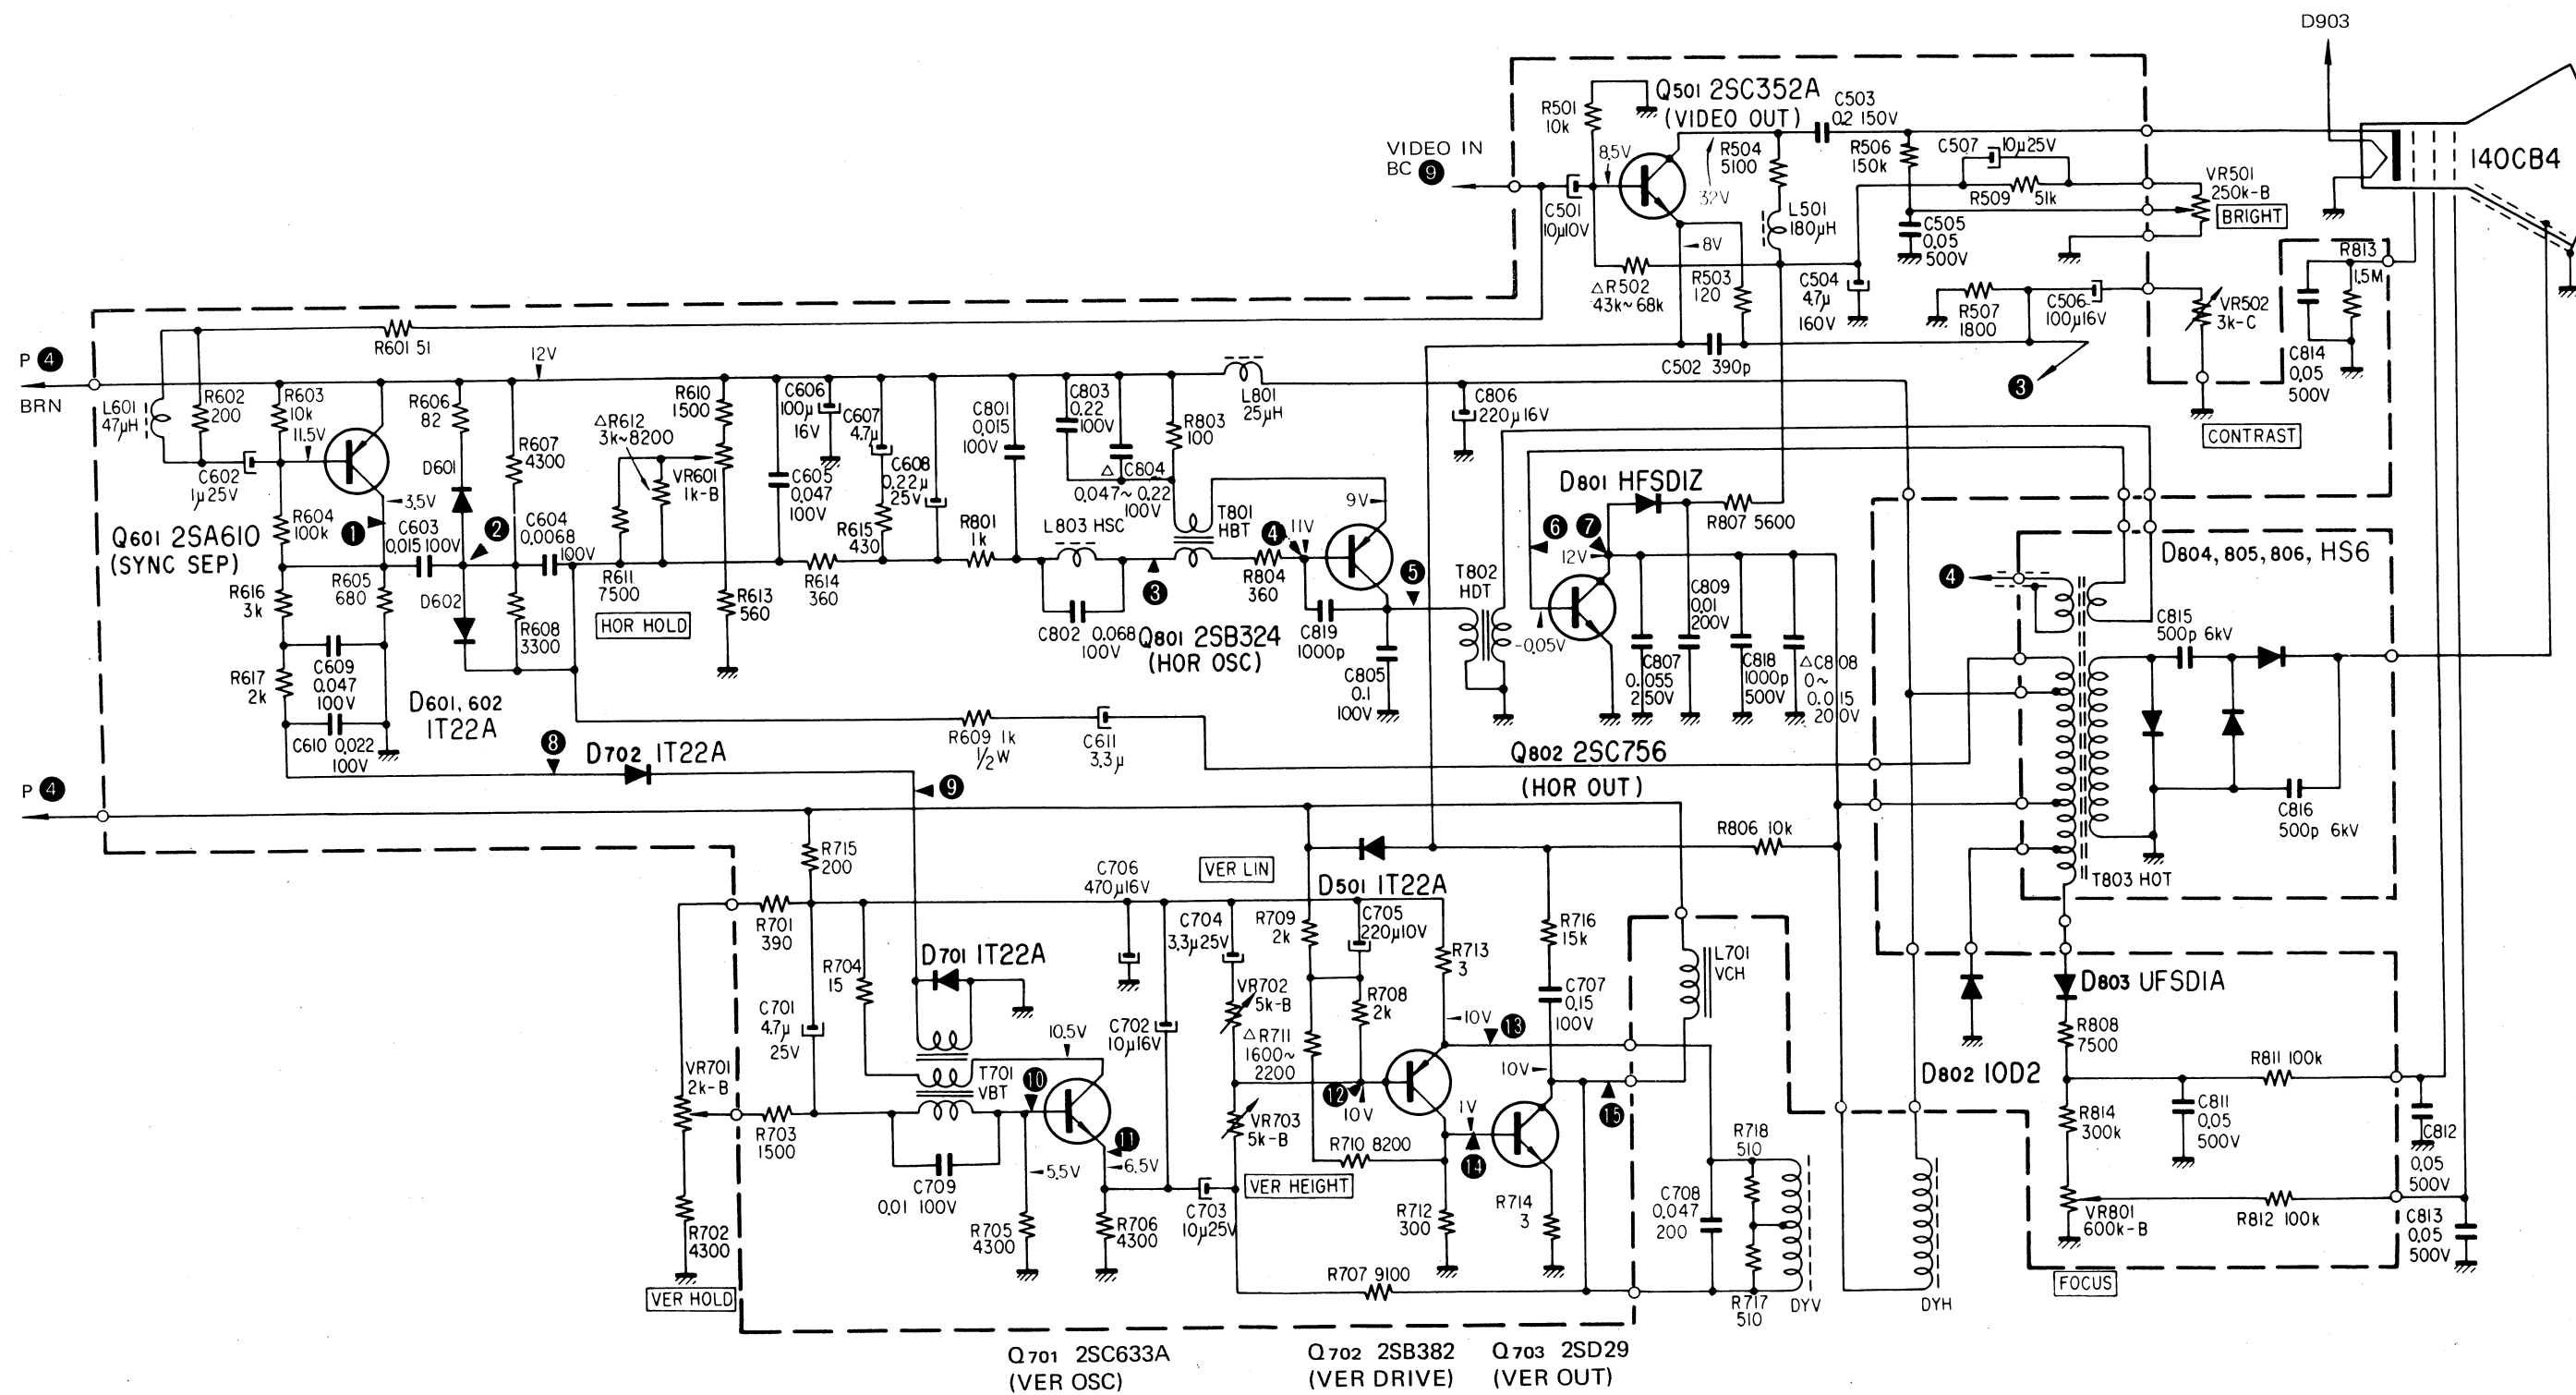 D903
Q501 2SC352A
(VIDEO OUT)
C503
0.2 150V
R501
10k
VIDEO IN
BC 9
8.5V
R504
5100
32V
R506
150k
C507
10µ25V
R509 51k
VR501
250k-B
BRIGHT
140CB4
C501
10µ10V
L501
180µH
8V
C505
0.05
500V
△R502
43k~68k
R503
120
C504
4.7µ
160V
R507
1800
C506
100µ16V
VR502
3k-C
R813
1.5M
C814
0.05
500V
CONTRAST
C502 390p
3
P 4
BRN
R601 51
12V
L601
47µH
R602
200
R603
10k
11.5V
R606
82
R607
4300
R610
1500
△R612
3k~8200
VR601
1k-B
C606
100µ
16V
C607
4.7µ
C605
0.047
100V
C608
0.22µ
25V
C801
0.015
100V
C803
0.22
100V
R803
100
L801
25µH
C806
220µ16V
△ C804
0.047~0.22
100V
C602
1µ25V
D601
3.5V
1
R604
100k
Q601 2SA610
(SYNC SEP)
C603
0.015 100V
2
C604
0.0068
100V
R615
430
R801
1k
L803 HSC
T801
HBT
9V
4
11V
D801 HFSD1Z
R807 5600
6
7
12V
R616
3k
R605
680
D602
R608
3300
R611
7500
HOR HOLD
R613
560
R614
360
3
C802 0.068
100V
Q801 2SB324
(HOR OSC)
R804
360
C819
1000p
5
C805
0.1
100V
T802
HDT
-0.05V
C807
0.055
250V
C809
0.01
200V
C818
1000p
500V
△C808
0~
0.015
200V
Q802 2SC756
(HOR OUT)
D804, 805, 806, HS6
4
C815
500p 6kV
C816
500p 6kV
T803 HOT
R617
2k
C609
0.047
100V
C610 0.022
100V
D601, 602
1T22A
8
D702 1T22A
9
R609 1k
1/2W
C611
3.3µ
P 4
R715
200
C706
470µ16V
VER LIN
D501 1T22A
R806 10k
R701
390
R704
15
D701 1T22A
C701
4.7µ
25V
C704
3.3µ25V
R709
2k
C705
220µ10V
R713
3
R716
15k
L701
VCH
C702
10µ16V
VR702
5k-B
R708
2k
△R711
1600~
2200
10V
13
C707
0.15
100V
10V
VR701
2k-B
T701
VBT
10
10.5V
11
12
10V
1V
14
15
VR703
5k-B
R703
1500
R710 8200
VER HEIGHT
C709
0.01 100V
5.5V
6.5V
R702
4300
R705
4300
R706
4300
C703
10µ25V
R712
300
R714
3
R707 9100
VER HOLD
R718
510
C708
0.047
200
R717
510
DYV
DYH
D803 UFSD1A
R808
7500
D802 10D2
R811 100k
R814
300k
C811
0.05
500V
C812
0.05
500V
VR801
600k-B
R812 100k
C813
0.05
500V
FOCUS
Q701 2SC633A
(VER OSC)
Q702 2SB382
(VER DRIVE)
Q703 2SD29
(VER OUT)